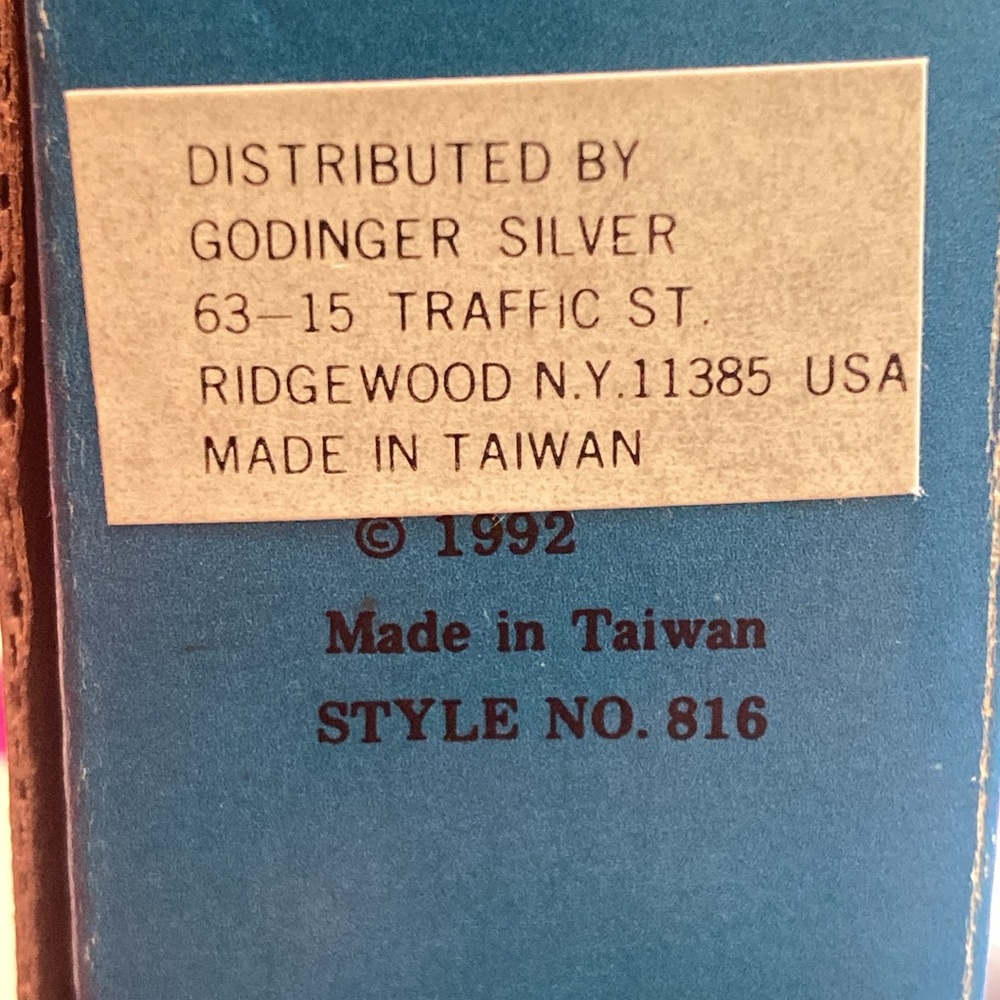 DISTRIBUTED BY
GODINGER SILVER
63-15 TRAFFIC ST.
RIDGEWOOD N.Y.11385 USA
MADE IN TAIWAN
© 1992
Made in Taiwan
STYLE NO. 816